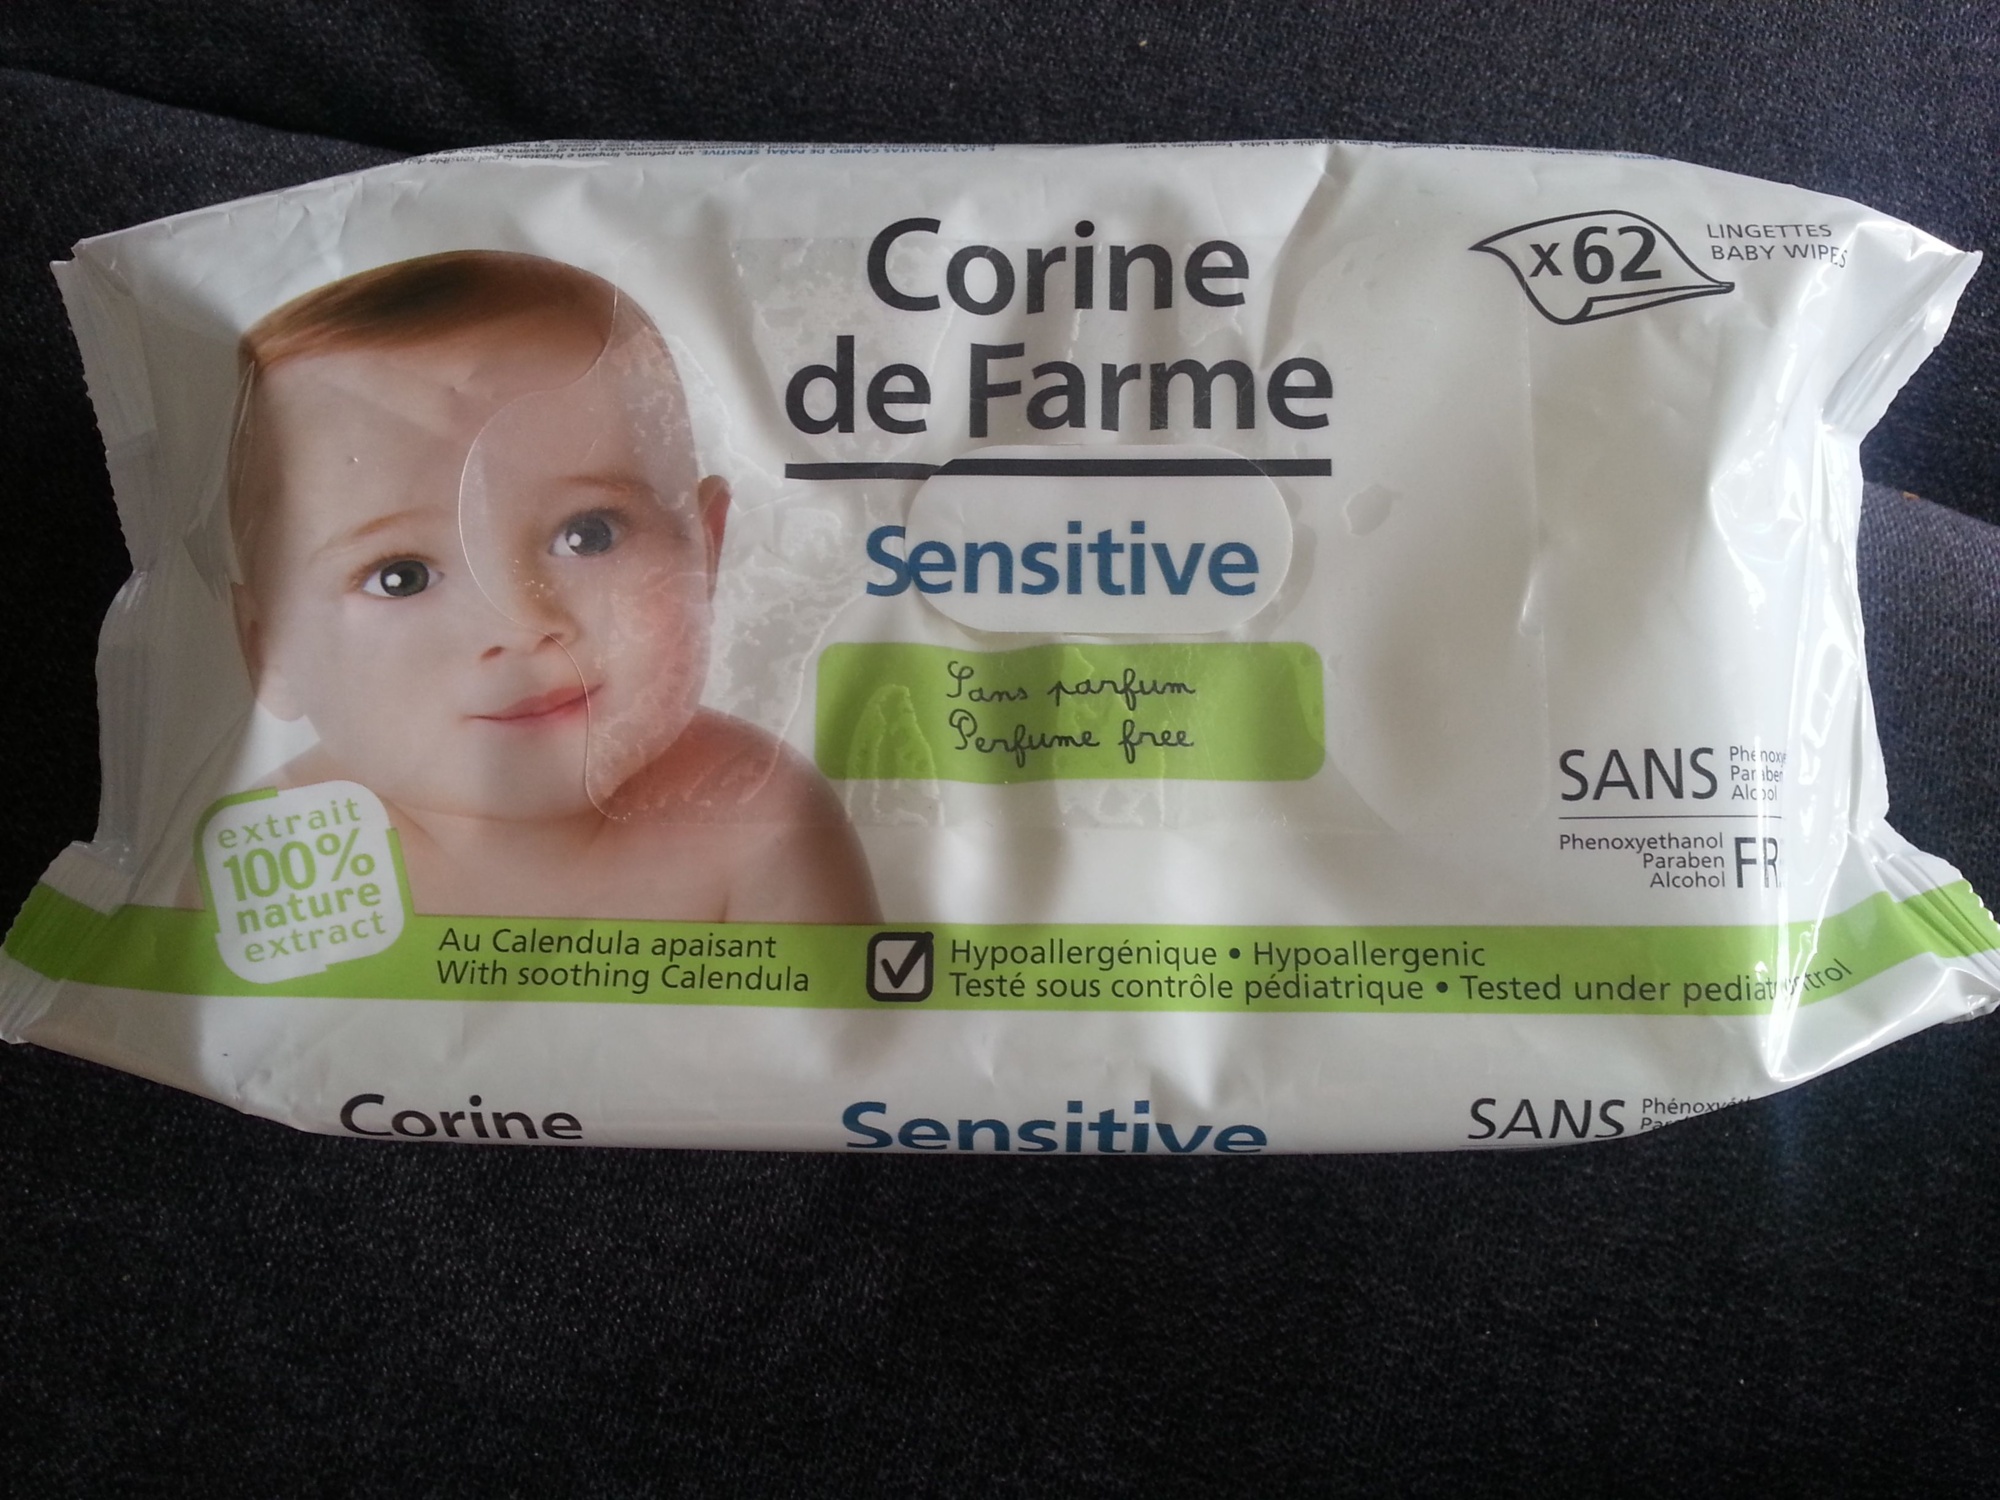 Corine
de Farme
Sensitive
Sans parfum
Perfume free
x62
LINGETTES
BABY WIPES
SANS
Paraben
Phenoxyethanol
Paraben
Alcohol
extrait
100%
nature
extract
Au Calendula apaisant
With soothing Calendula
Hypoallergénique • Hypoallergenic
Testé sous contrôle pédiatrique • Tested under
Corine
Sensitive
SANS